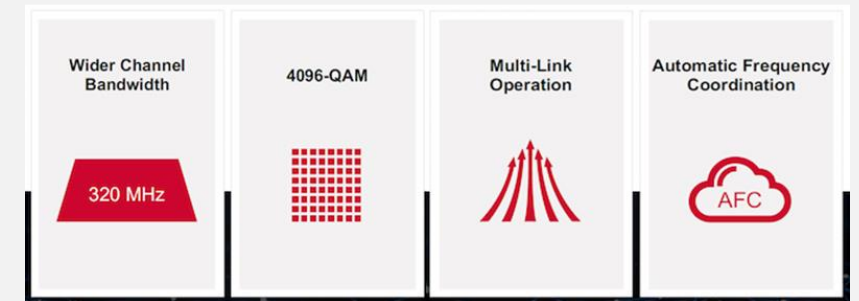 Wider Channel
Bandwidth
320 MHz
4096-QAM
Multi-Link
Operation
Automatic Frequency
Coordination
AFC